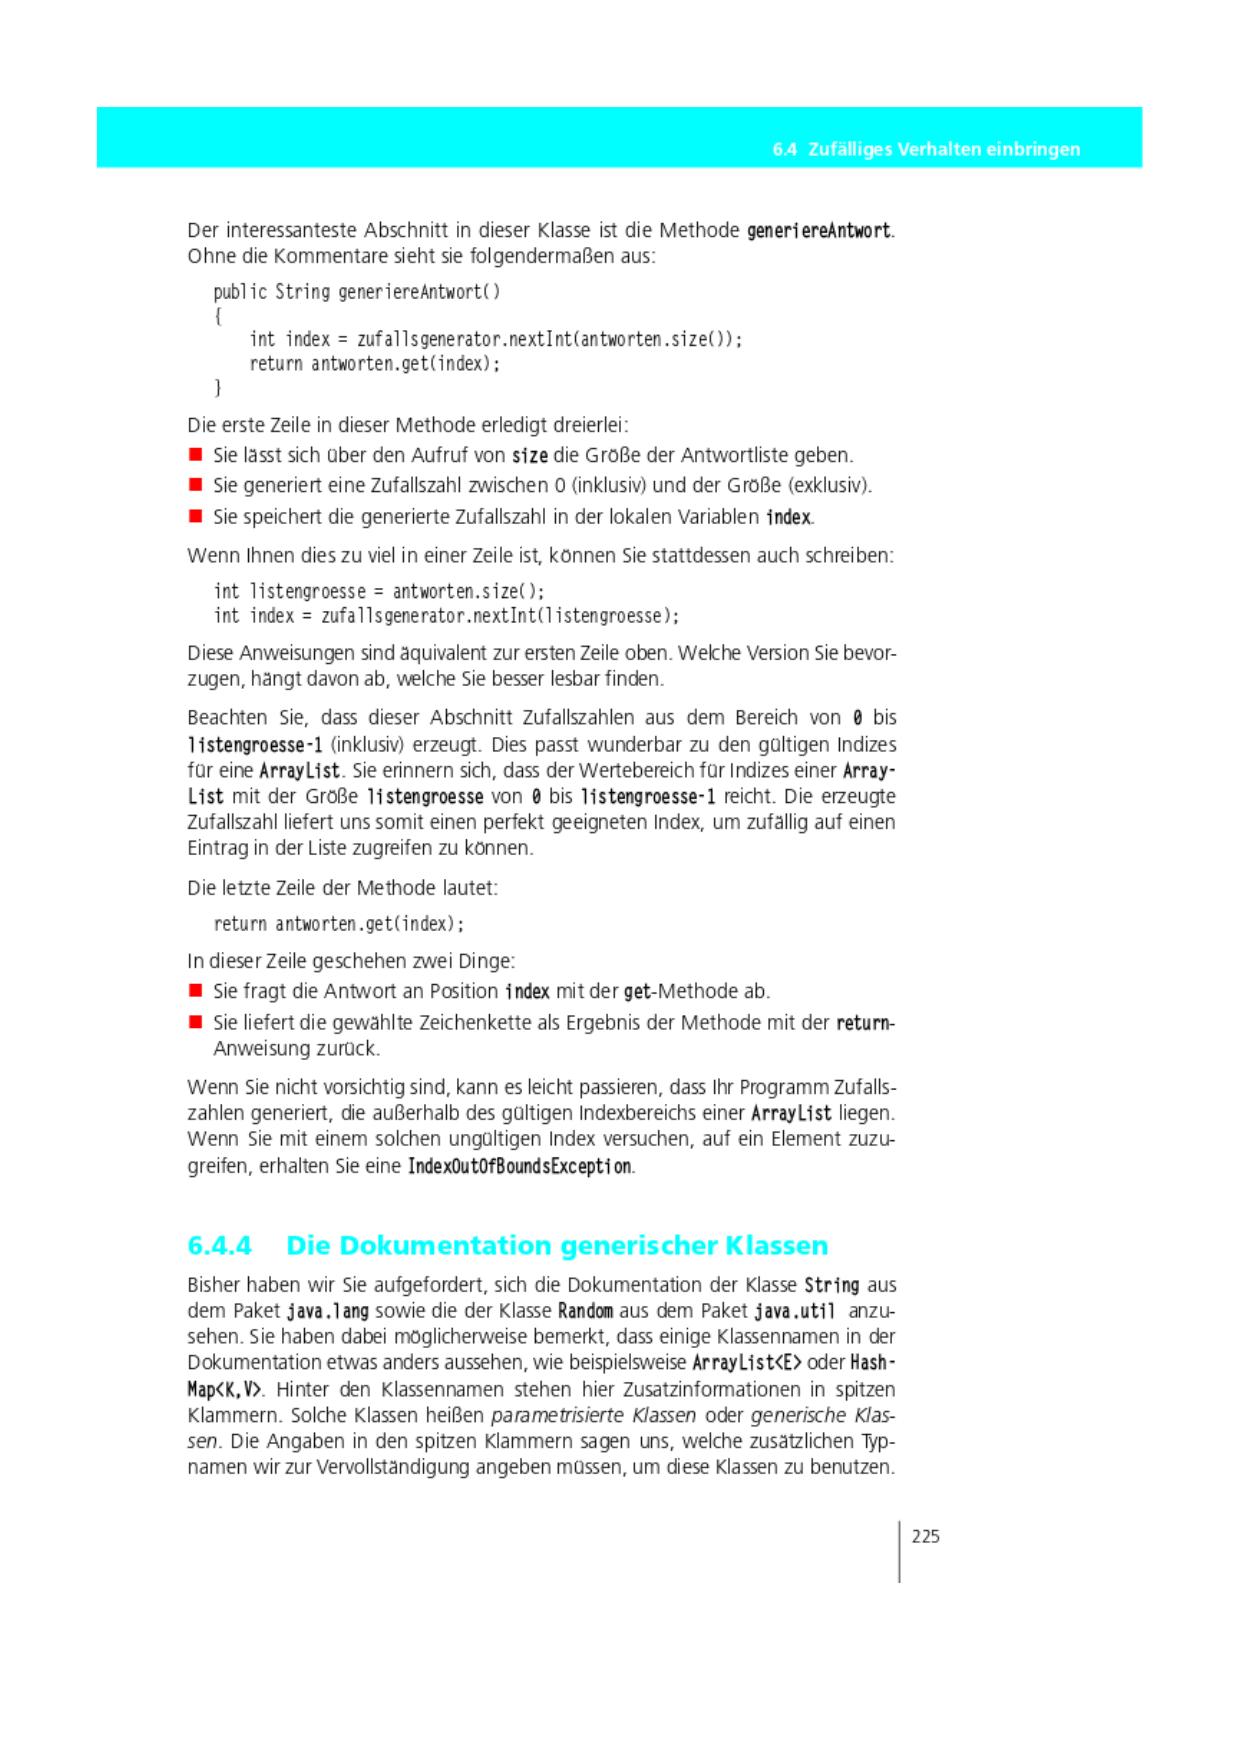 6.4 Zufälliges Verhalten einbringen
Der interessanteste Abschnitt in dieser Klasse ist die Methode generiereAntwort.
Ohne die Kommentare sieht sie folgendermaßen aus:
public String generiereAntwort()
{
int index = zufallsgenerator.nextInt(antworten.size());
return antworten.get(index);
}
Die erste Zeile in dieser Methode erledigt dreierlei:
■ Sie lässt sich über den Aufruf von size die Größe der Antwortliste geben.
■ Sie generiert eine Zufallszahl zwischen 0 (inklusiv) und der Größe (exklusiv).
■ Sie speichert die generierte Zufallszahl in der lokalen Variablen index.
Wenn Ihnen dies zu viel in einer Zeile ist, können Sie stattdessen auch schreiben:
int listengroesse = antworten.size();
int index = zufallsgenerator.nextInt(listengroesse);
Diese Anweisungen sind äquivalent zur ersten Zeile oben. Welche Version Sie bevor-
zugen, hängt davon ab, welche Sie besser lesbar finden.
Beachten Sie, dass dieser Abschnitt Zufallszahlen aus dem Bereich von 0 bis
listengroesse-1 (inklusiv) erzeugt. Dies passt wunderbar zu den gültigen Indizes
für eine ArrayList. Sie erinnern sich, dass der Wertebereich für Indizes einer Array-
List mit der Größe listengroesse von 0 bis listengroesse-1 reicht. Die erzeugte
Zufallszahl liefert uns somit einen perfekt geeigneten Index, um zufällig auf einen
Eintrag in der Liste zugreifen zu können.
Die letzte Zeile der Methode lautet:
return antworten.get(index);
In dieser Zeile geschehen zwei Dinge:
■ Sie fragt die Antwort an Position index mit der get-Methode ab.
■ Sie liefert die gewählte Zeichenkette als Ergebnis der Methode mit der return-
Anweisung zurück.
Wenn Sie nicht vorsichtig sind, kann es leicht passieren, dass Ihr Programm Zufalls-
zahlen generiert, die außerhalb des gültigen Indexbereichs einer ArrayList liegen.
Wenn Sie mit einem solchen ungültigen Index versuchen, auf ein Element zuzu-
greifen, erhalten Sie eine IndexOutOfBoundsException.
6.4.4 Die Dokumentation generischer Klassen
Bisher haben wir Sie aufgefordert, sich die Dokumentation der Klasse String aus
dem Paket java.lang sowie die der Klasse Random aus dem Paket java.util anzu-
sehen. Sie haben dabei möglicherweise bemerkt, dass einige Klassennamen in der
Dokumentation etwas anders aussehen, wie beispielsweise ArrayList<E> oder Hash-
Map<K,V>. Hinter den Klassennamen stehen hier Zusatzinformationen in spitzen
Klammern. Solche Klassen heißen parametrisierte Klassen oder generische Klas-
sen. Die Angaben in den spitzen Klammern sagen uns, welche zusätzlichen Typ-
namen wir zur Vervollständigung angeben müssen, um diese Klassen zu benutzen.
225